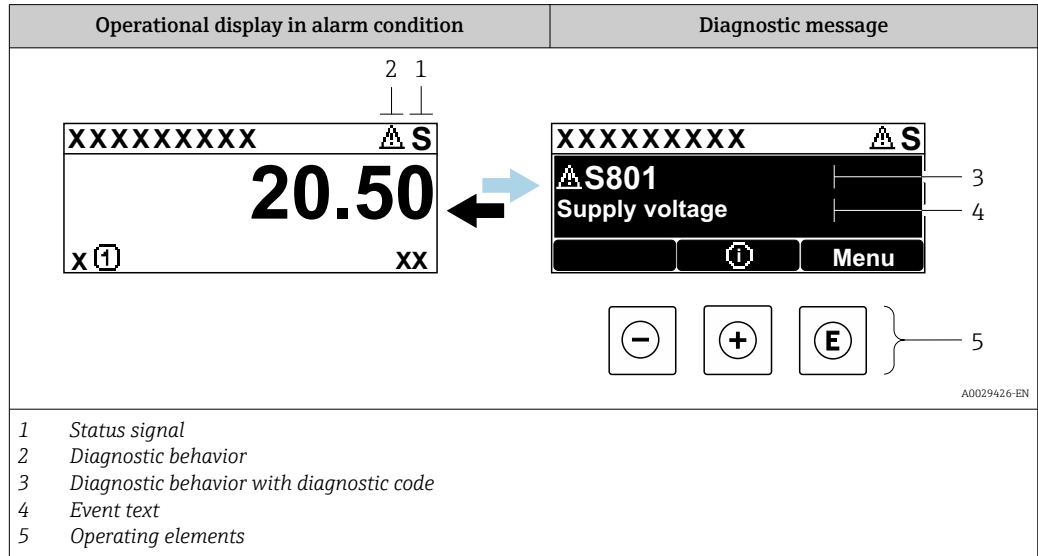 Operational display in alarm condition
Diagnostic message
2 1
XXXXXXXXX ⚠ S
20.50
x ① xx
XXXXXXXXX ⚠ S
⚠S801
Supply voltage
ⓘ Menu
3
4
− + E
5
A0029426-EN
1 Status signal
2 Diagnostic behavior
3 Diagnostic behavior with diagnostic code
4 Event text
5 Operating elements